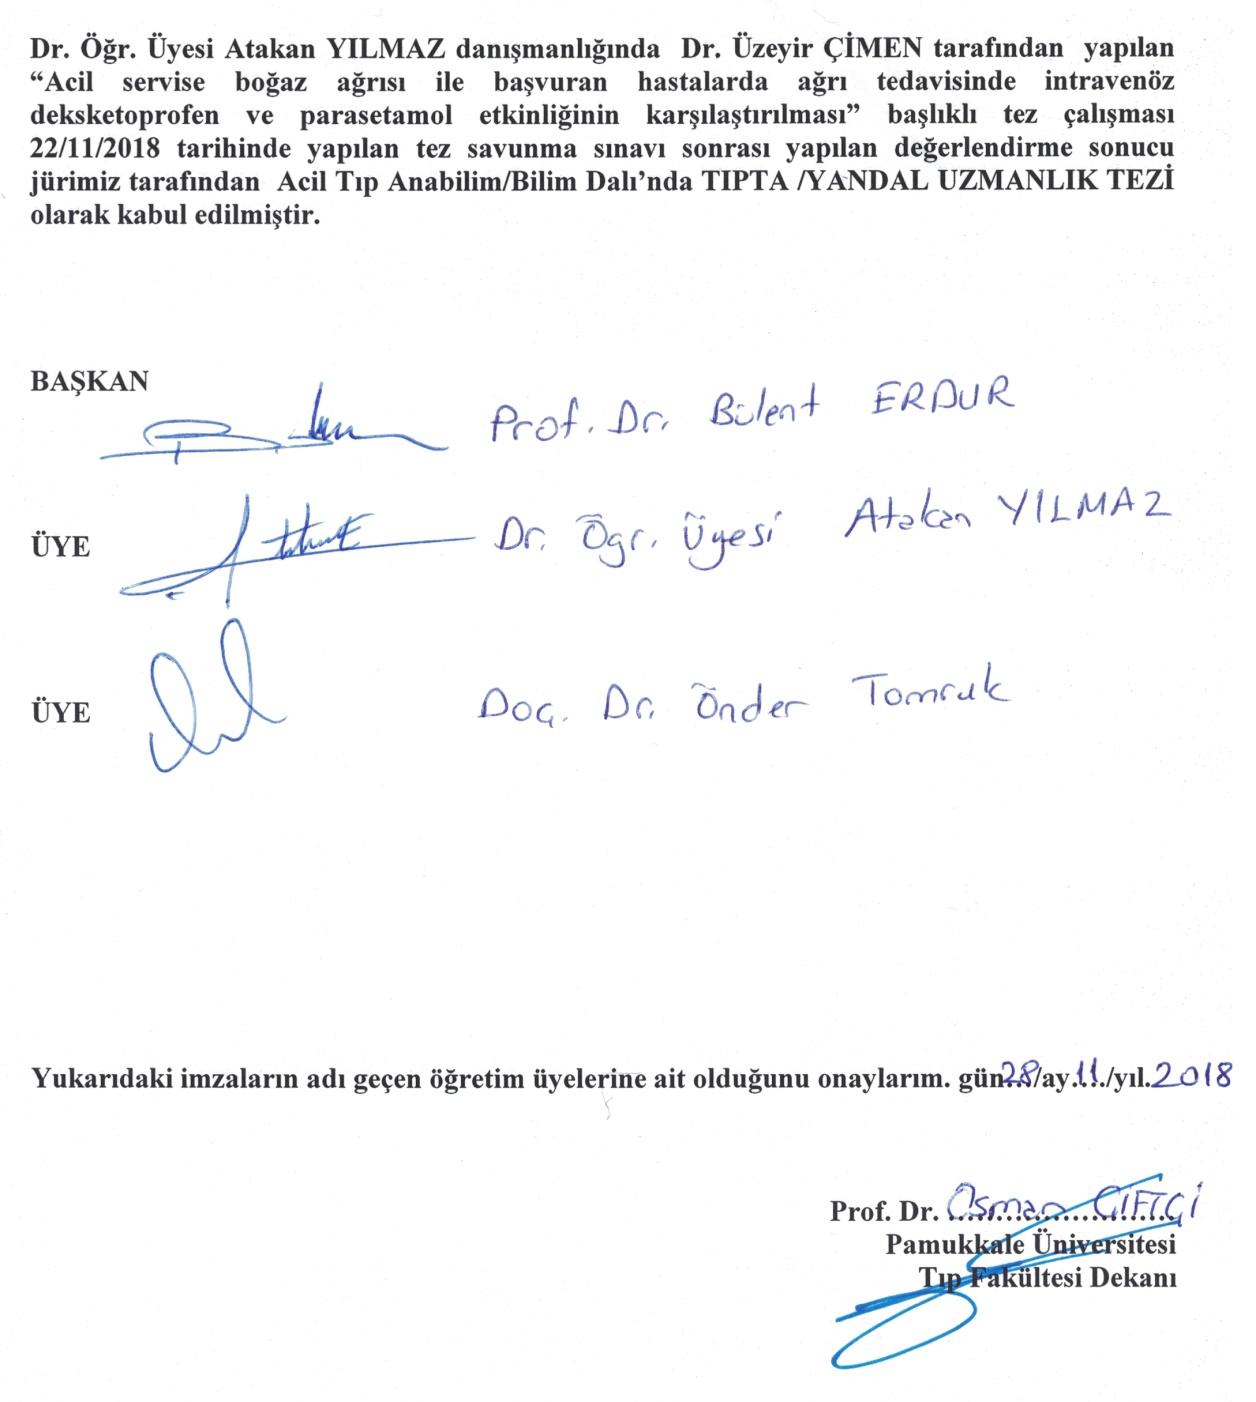 Dr. Öğr. Üyesi Atakan YILMAZ danışmanlığında Dr. Üzeyir ÇİMEN tarafından yapılan
“Acil servise boğaz ağrısı ile başvuran hastalarda ağrı tedavisinde intravenöz
deksketoprofen ve parasetamol etkinliğinin karşılaştırılması” başlıklı tez çalışması
22/11/2018 tarihinde yapılan tez savunma sınavı sonrası yapılan değerlendirme sonucu
jürimiz tarafından Acil Tıp Anabilim/Bilim Dalı’nda TIPTA /YANDAL UZMANLIK TEZİ
olarak kabul edilmiştir.
BAŞKAN
Prof. Dr. Bülent ERDUR
ÜYE
Dr. Öğr. Üyesi Atakan YILMAZ
ÜYE
Doç. Dr. Önder Tomruk
Yukarıdaki imzaların adı geçen öğretim üyelerine ait olduğunu onaylarım. gün..28/ay.11./yıl.2018
Prof. Dr. Osman ÇİFTÇİ
Pamukkale Üniversitesi
Tıp Fakültesi Dekanı